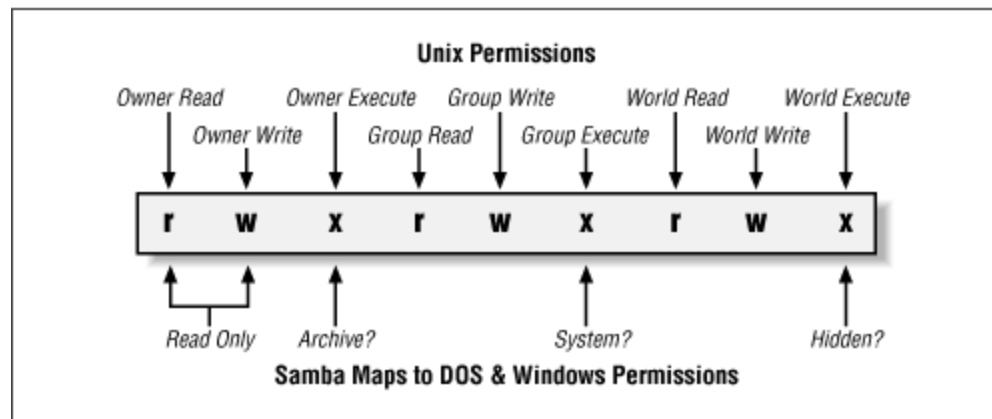 Unix Permissions
Owner Read Owner Execute Group Write World Read World Execute
Owner Write Group Read Group Execute World Write
r w x r w x r w x
Read Only Archive? System? Hidden?
Samba Maps to DOS & Windows Permissions